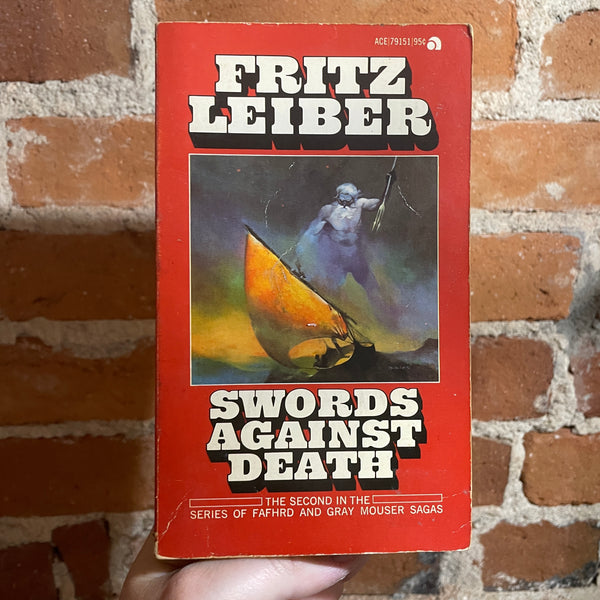 ACE|79151|95¢
FRITZ
LEIBER
SWORDS
AGAINST
DEATH
THE SECOND IN THE
SERIES OF FAFHRD AND GRAY MOUSER SAGAS